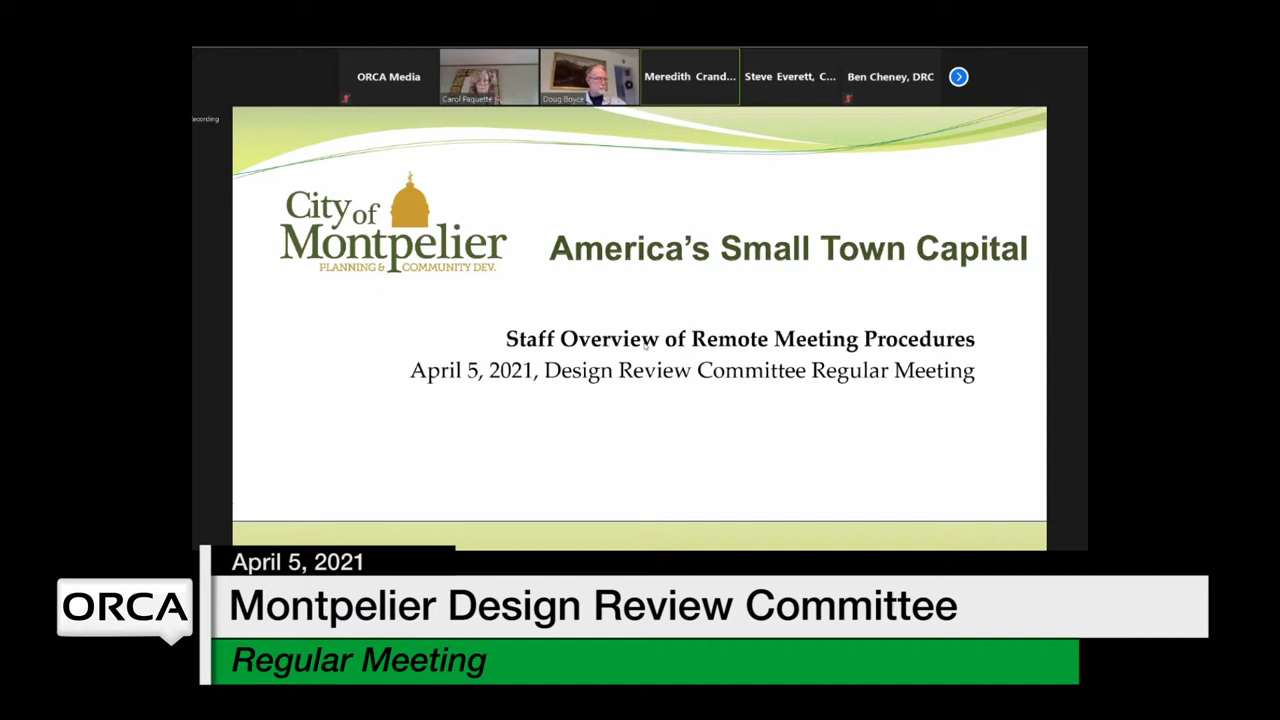 ORCA Media
Carol Paquette
Doug Boyce
Meredith Crand...
Steve Everett, C...
Ben Cheney, DRC
City of
Montpelier
PLANNING & COMMUNITY DEV.
America's Small Town Capital
Staff Overview of Remote Meeting Procedures
April 5, 2021, Design Review Committee Regular Meeting
April 5, 2021
ORCA
Montpelier Design Review Committee
Regular Meeting